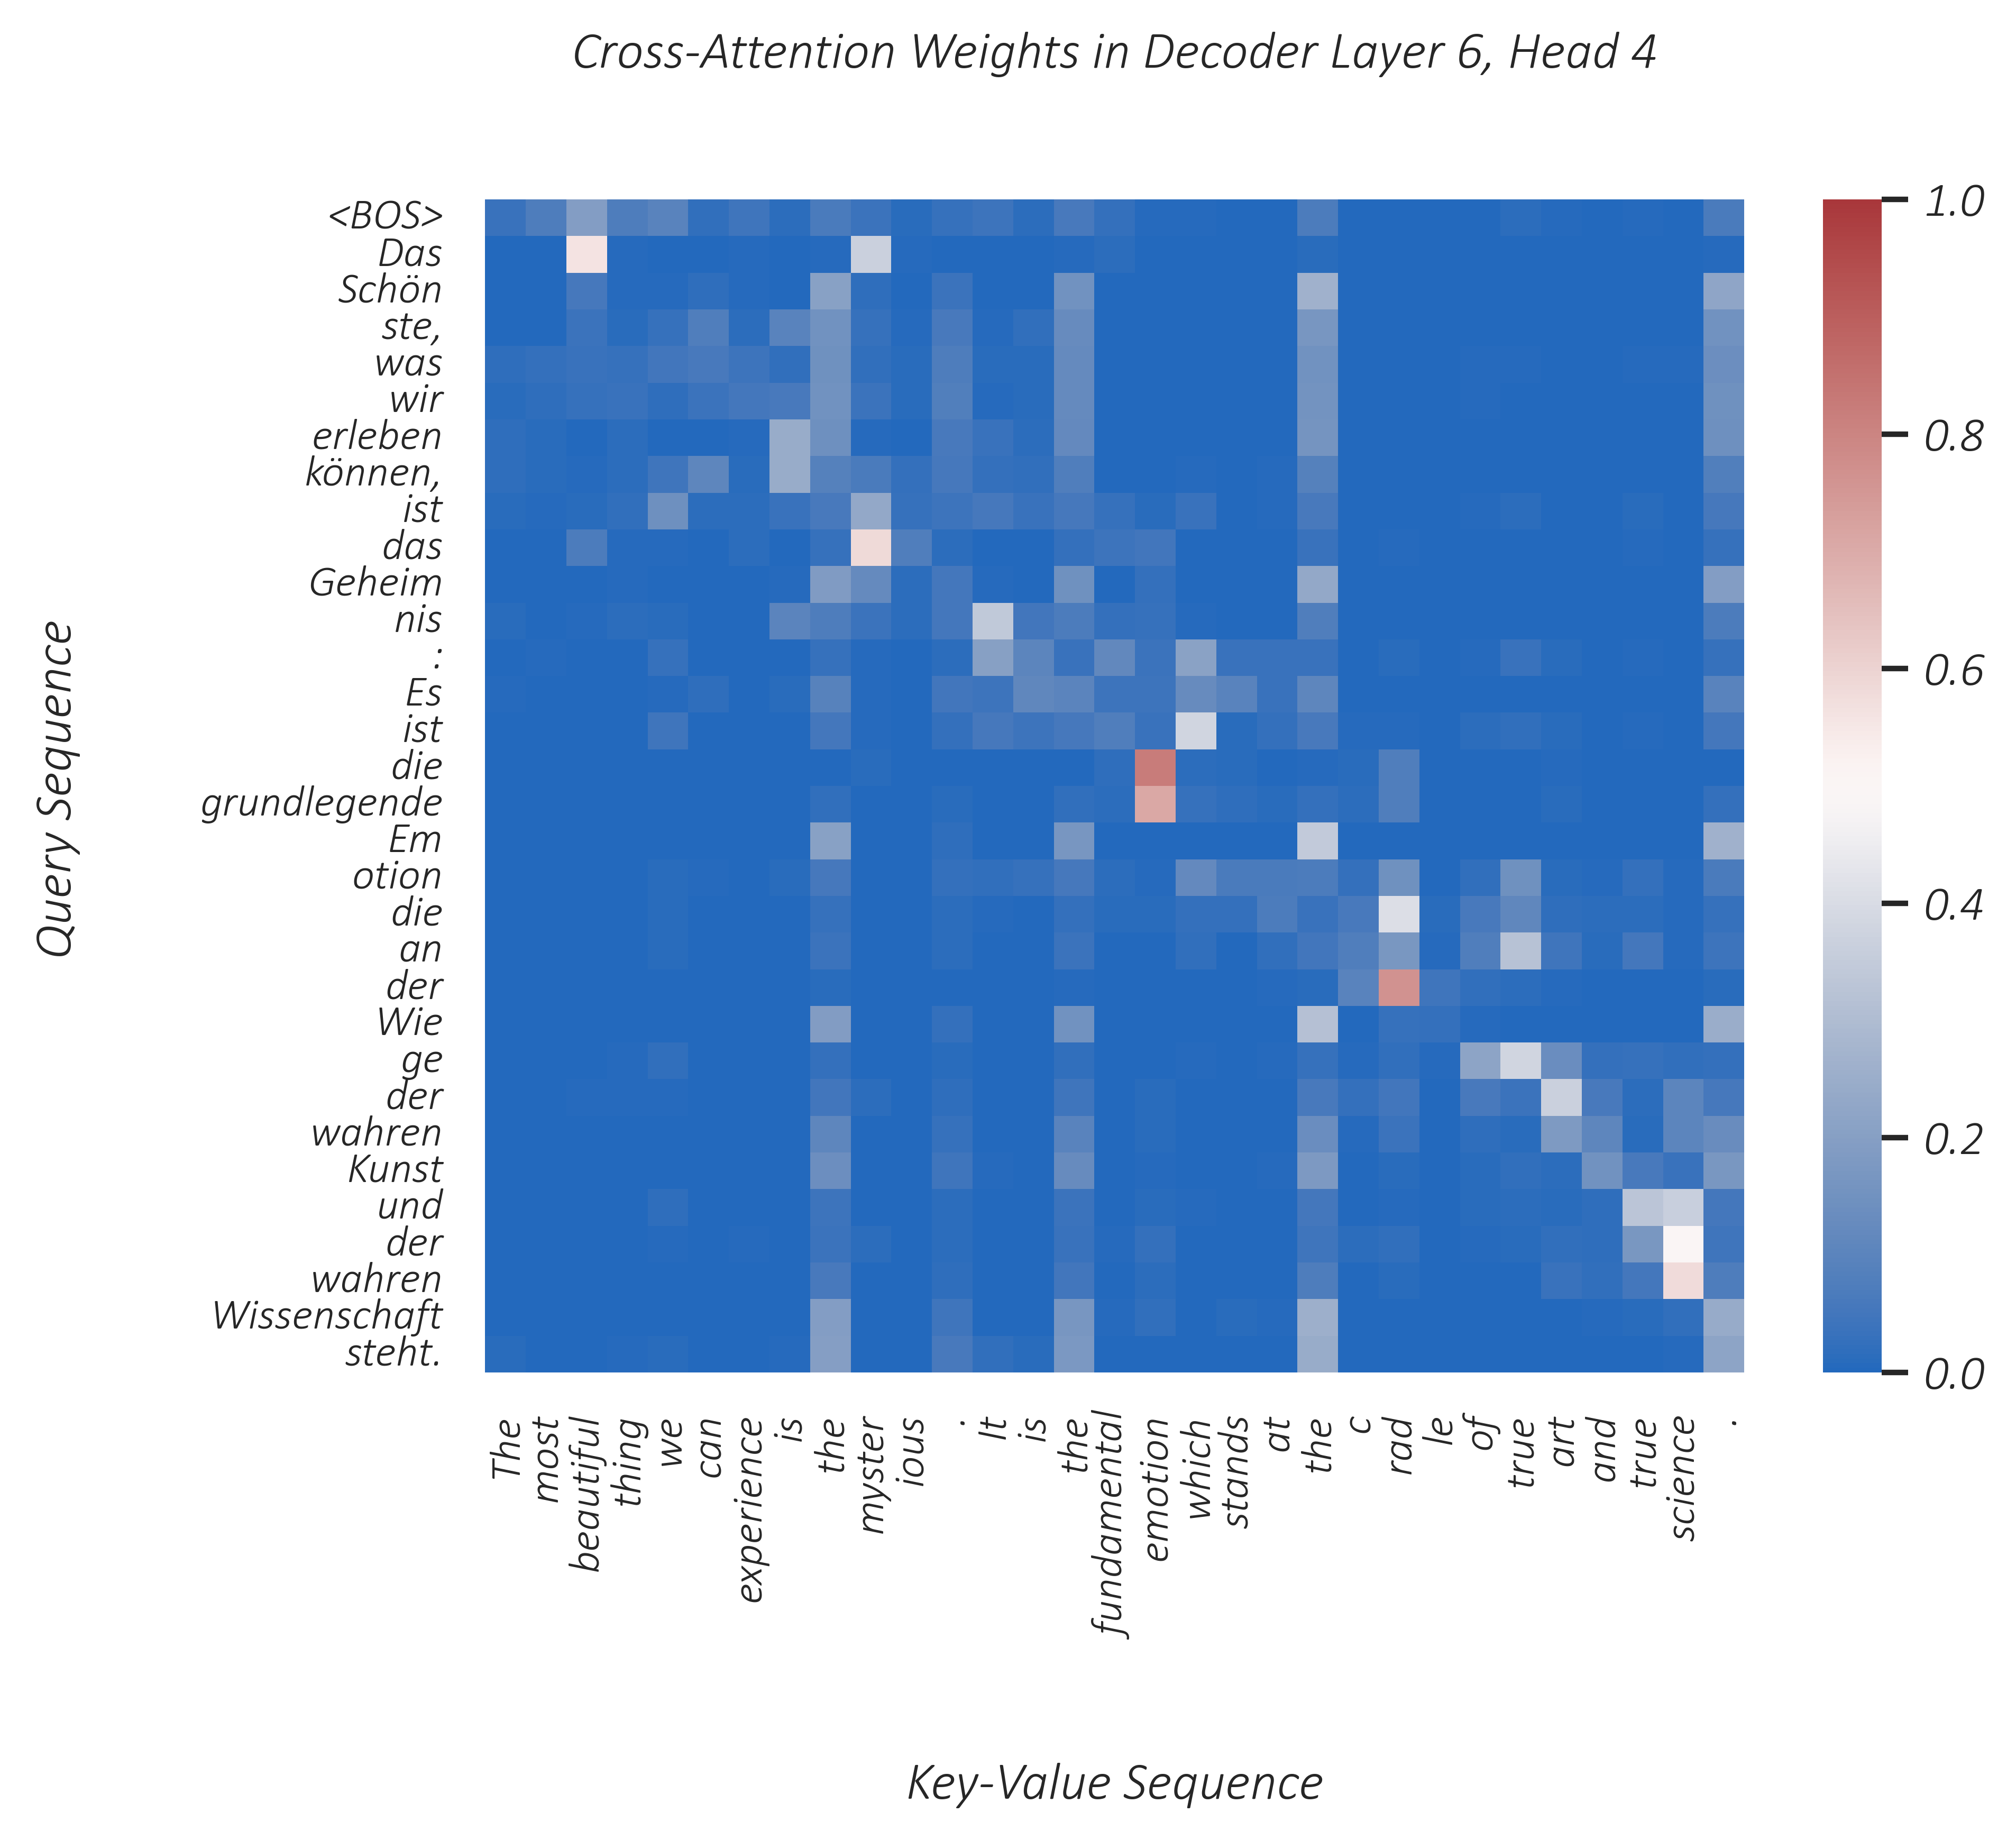 Cross-Attention Weights in Decoder Layer 6, Head 4
Query Sequence
<BOS>
Das
Schön
ste,
was
wir
erleben
können,
ist
das
Geheim
nis
:
Es
ist
die
grundlegende
Em
otion
die
an
der
Wie
ge
der
wahren
Kunst
und
der
wahren
Wissenschaft
steht.
The
most
beautiful
thing
we
can
experience
is
the
myster
ious
.
It
is
the
fundamental
emotion
which
stands
at
the
c
rad
le
of
true
art
and
true
science
.
Key-Value Sequence
1.0
0.8
0.6
0.4
0.2
0.0